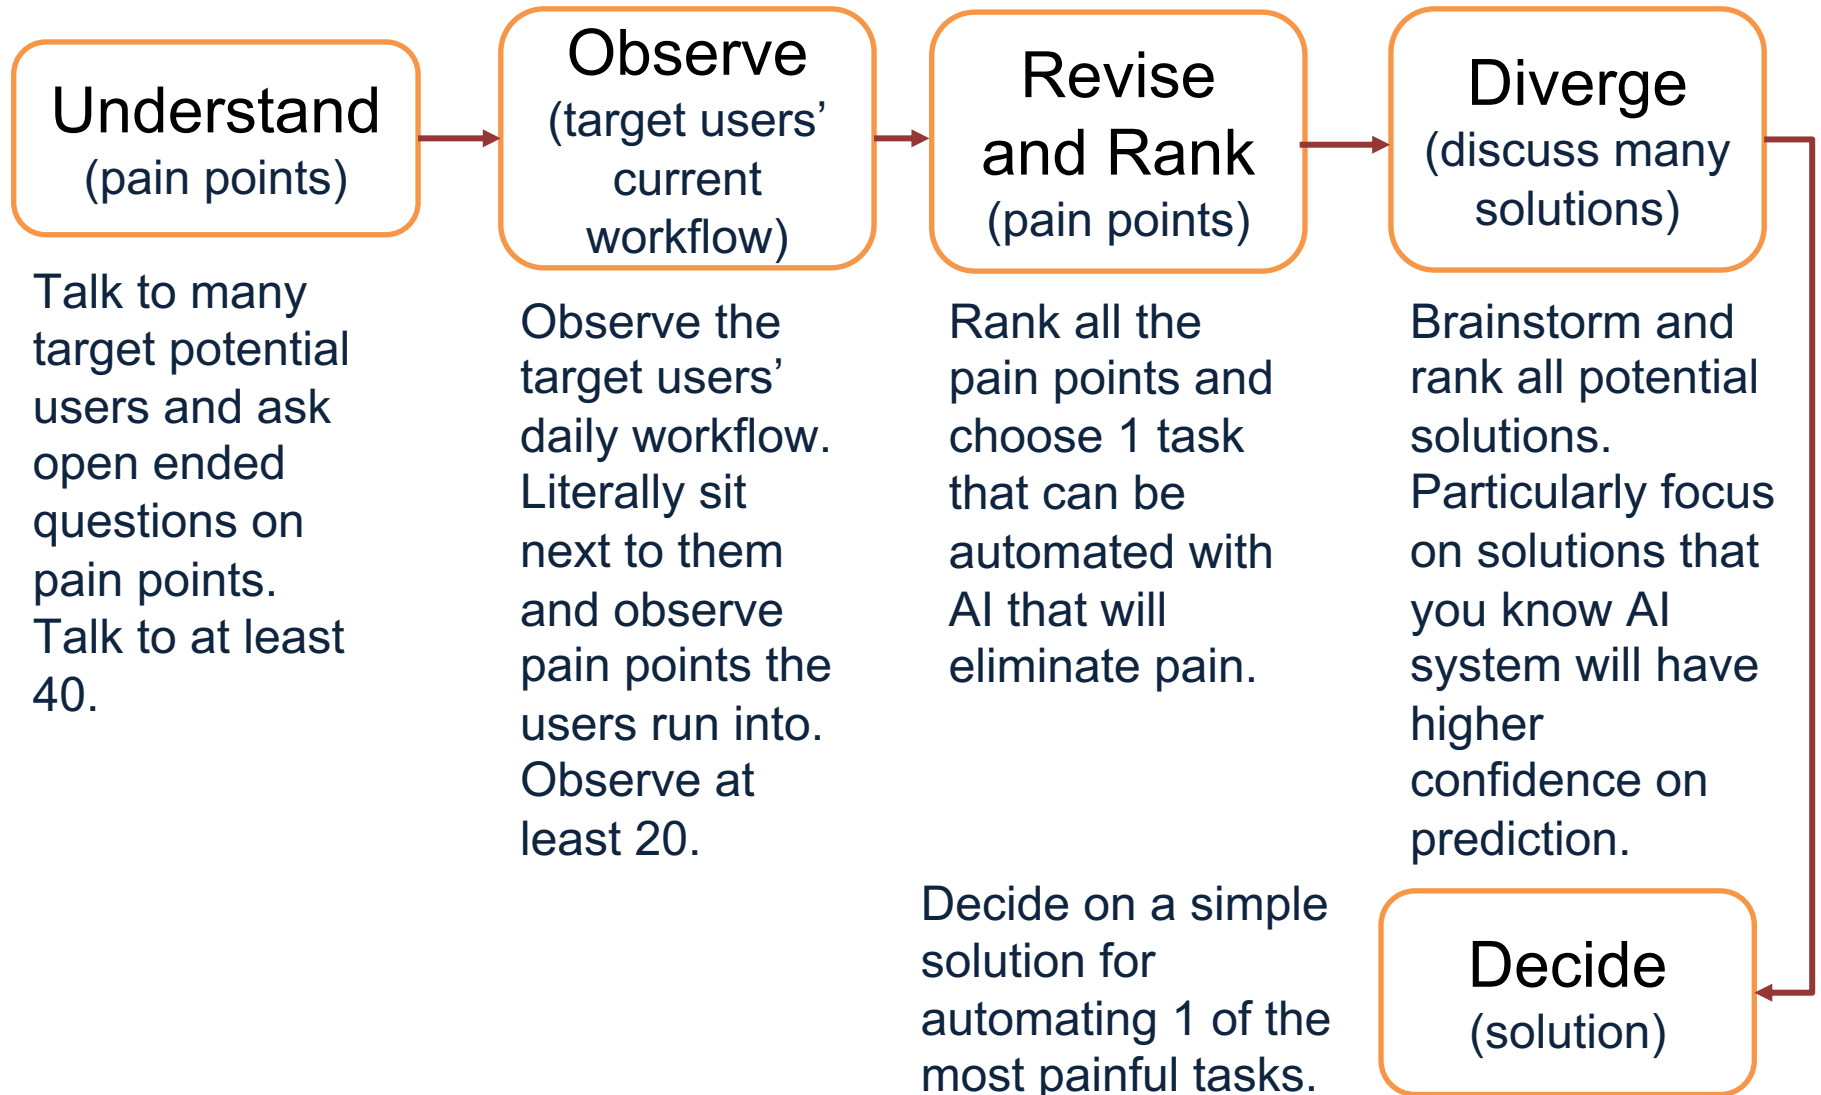 Understand
(pain points)
Talk to many
target potential
users and ask
open ended
questions on
pain points.
Talk to at least
40.
Observe
(target users’
current
workflow)
Observe the
target users’
daily workflow.
Literally sit
next to them
and observe
pain points the
users run into.
Observe at
least 20.
Revise
and Rank
(pain points)
Rank all the
pain points and
choose 1 task
that can be
automated with
AI that will
eliminate pain.
Diverge
(discuss many
solutions)
Brainstorm and
rank all potential
solutions.
Particularly focus
on solutions that
you know AI
system will have
higher
confidence on
prediction.
Decide
(solution)
Decide on a simple
solution for
automating 1 of the
most painful tasks.